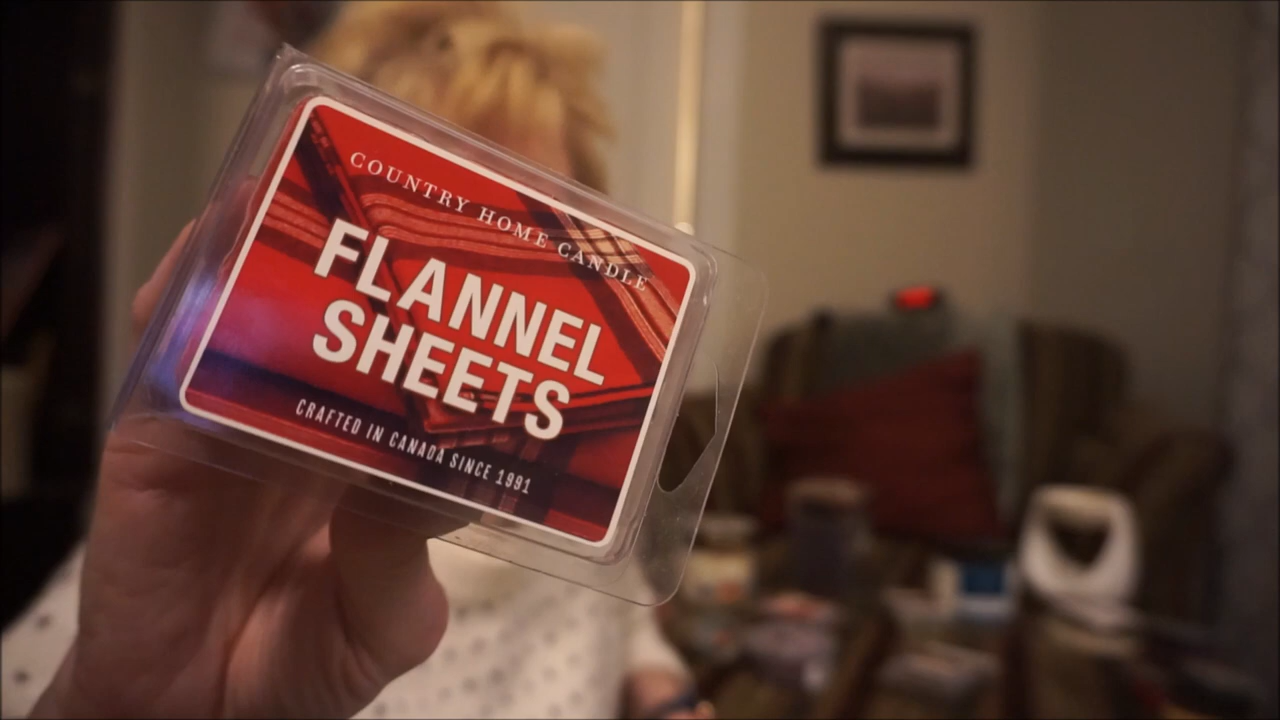 COUNTRY HOME CANDLE
FLANNEL
SHEETS
CRAFTED IN CANADA SINCE 1991